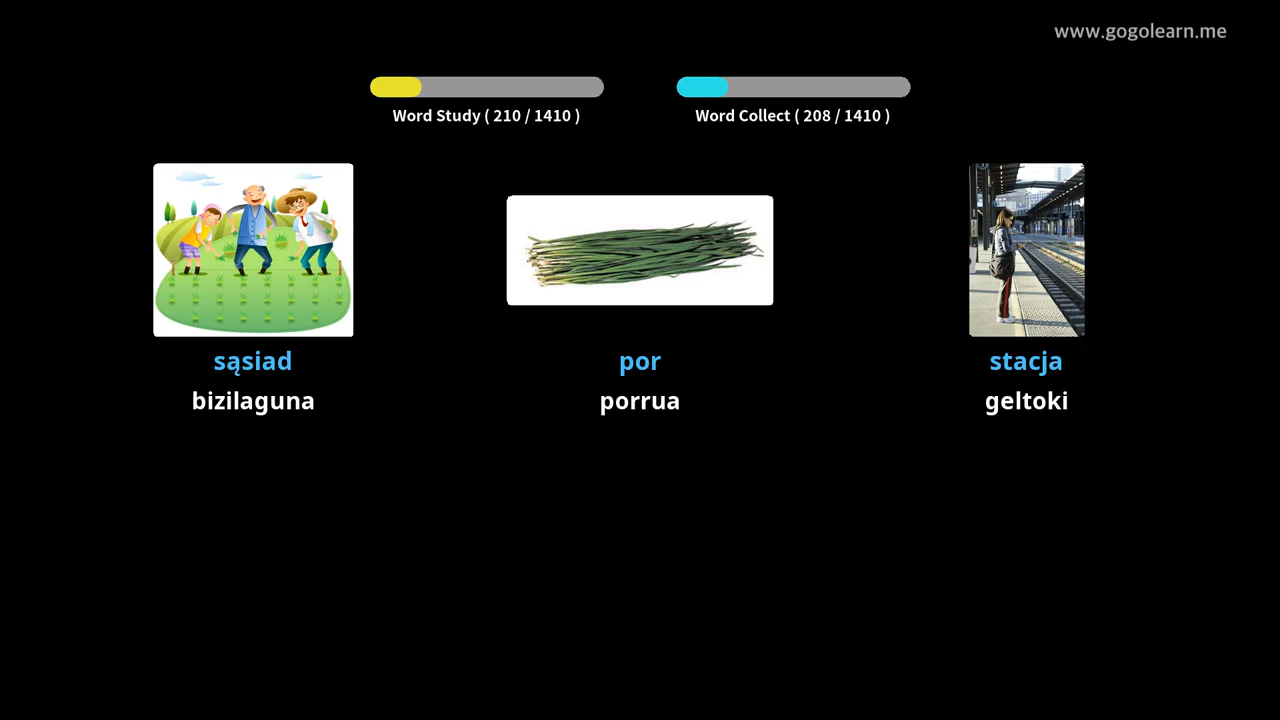 www.gogolearn.me
Word Study ( 210 / 1410 )
Word Collect ( 208 / 1410 )
sąsiad
bizilaguna
por
porrua
stacja
geltoki